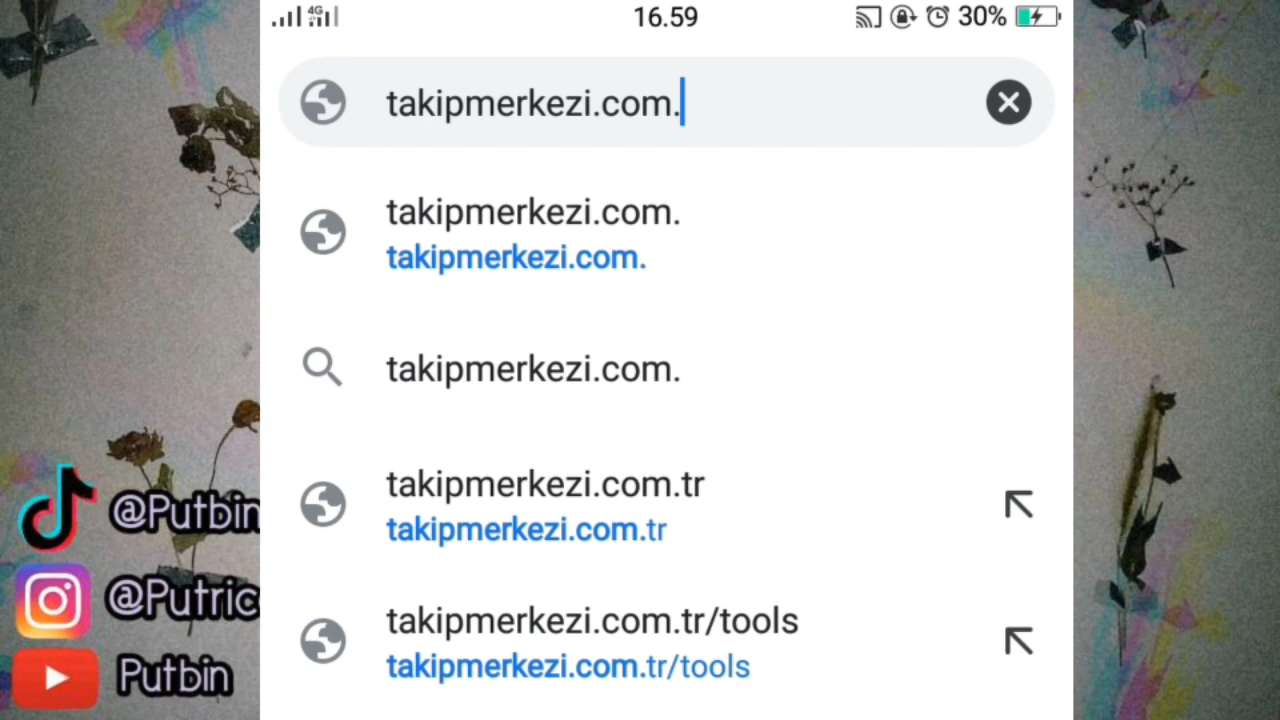 4G
16.59
30%
takipmerkezi.com.
takipmerkezi.com.
takipmerkezi.com.
takipmerkezi.com.
takipmerkezi.com.tr
takipmerkezi.com.tr
takipmerkezi.com.tr/tools
takipmerkezi.com.tr/tools
@Putbin
@Putric
Putbin